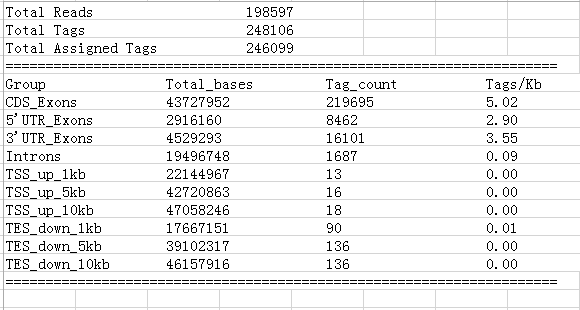 Total Reads 198597
Total Tags 248106
Total Assigned Tags 246099
=====================================================================
Group Total_bases Tag_count Tags/Kb
CDS_Exons 43727952 219695 5.02
5'UTR_Exons 2916160 8462 2.90
3'UTR_Exons 4529293 16101 3.55
Introns 19496748 1687 0.09
TSS_up_1kb 22144967 13 0.00
TSS_up_5kb 42720863 16 0.00
TSS_up_10kb 47058246 18 0.00
TES_down_1kb 17667151 90 0.01
TES_down_5kb 39102317 136 0.00
TES_down_10kb 46157916 136 0.00
=====================================================================